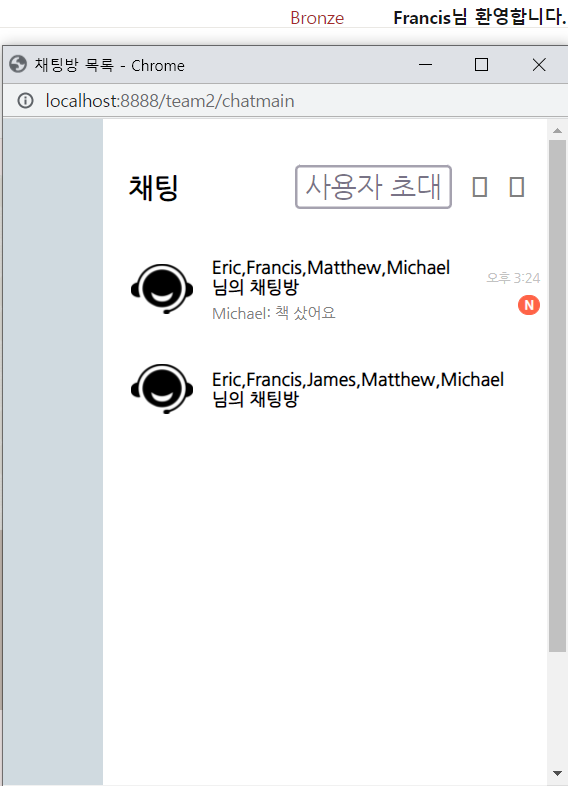 Bronze Francis님 환영합니다.
채팅방 목록 - Chrome
localhost:8888/team2/chatmain
채팅 사용자 초대
Eric,Francis,Matthew,Michael
님의 채팅방
오후 3:24
Michael: 책 샀어요
N
Eric,Francis,James,Matthew,Michael
님의 채팅방